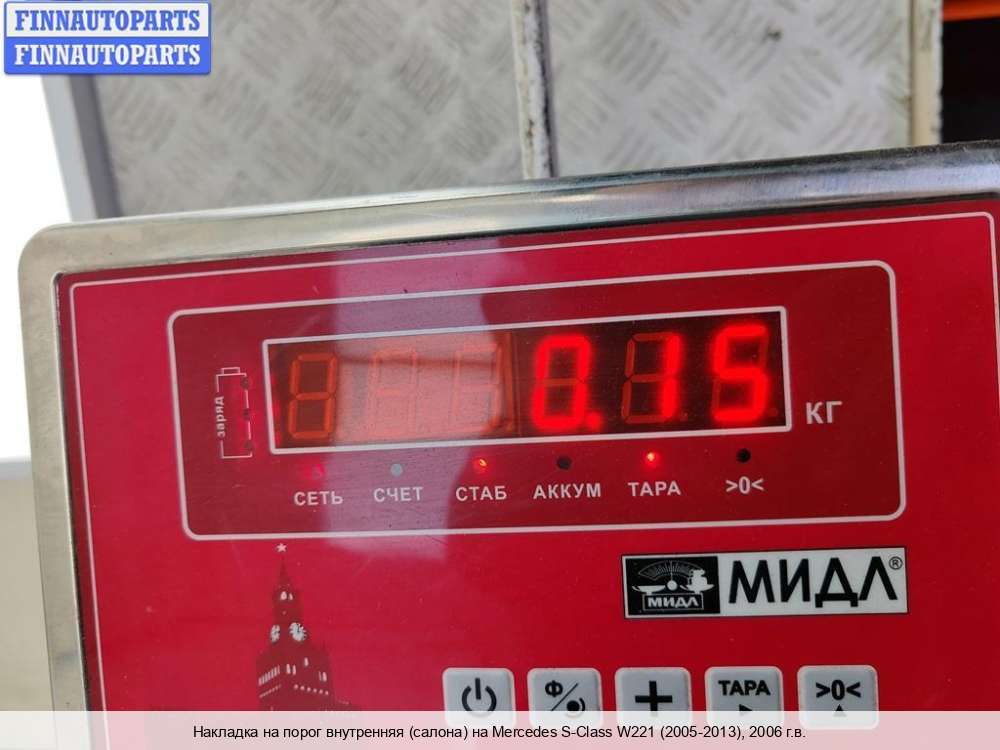 FINNAUTOPARTS
FINNAUTOPARTS
0.15
КГ
заряд
СЕТЬ СЧЕТ СТАБ АККУМ ТАРА >0<
МИДЛ
МИДЛ®
Ф
+
ТАРА
>0<
Накладка на порог внутренняя (салона) на Mercedes S-Class W221 (2005-2013), 2006 г.в.